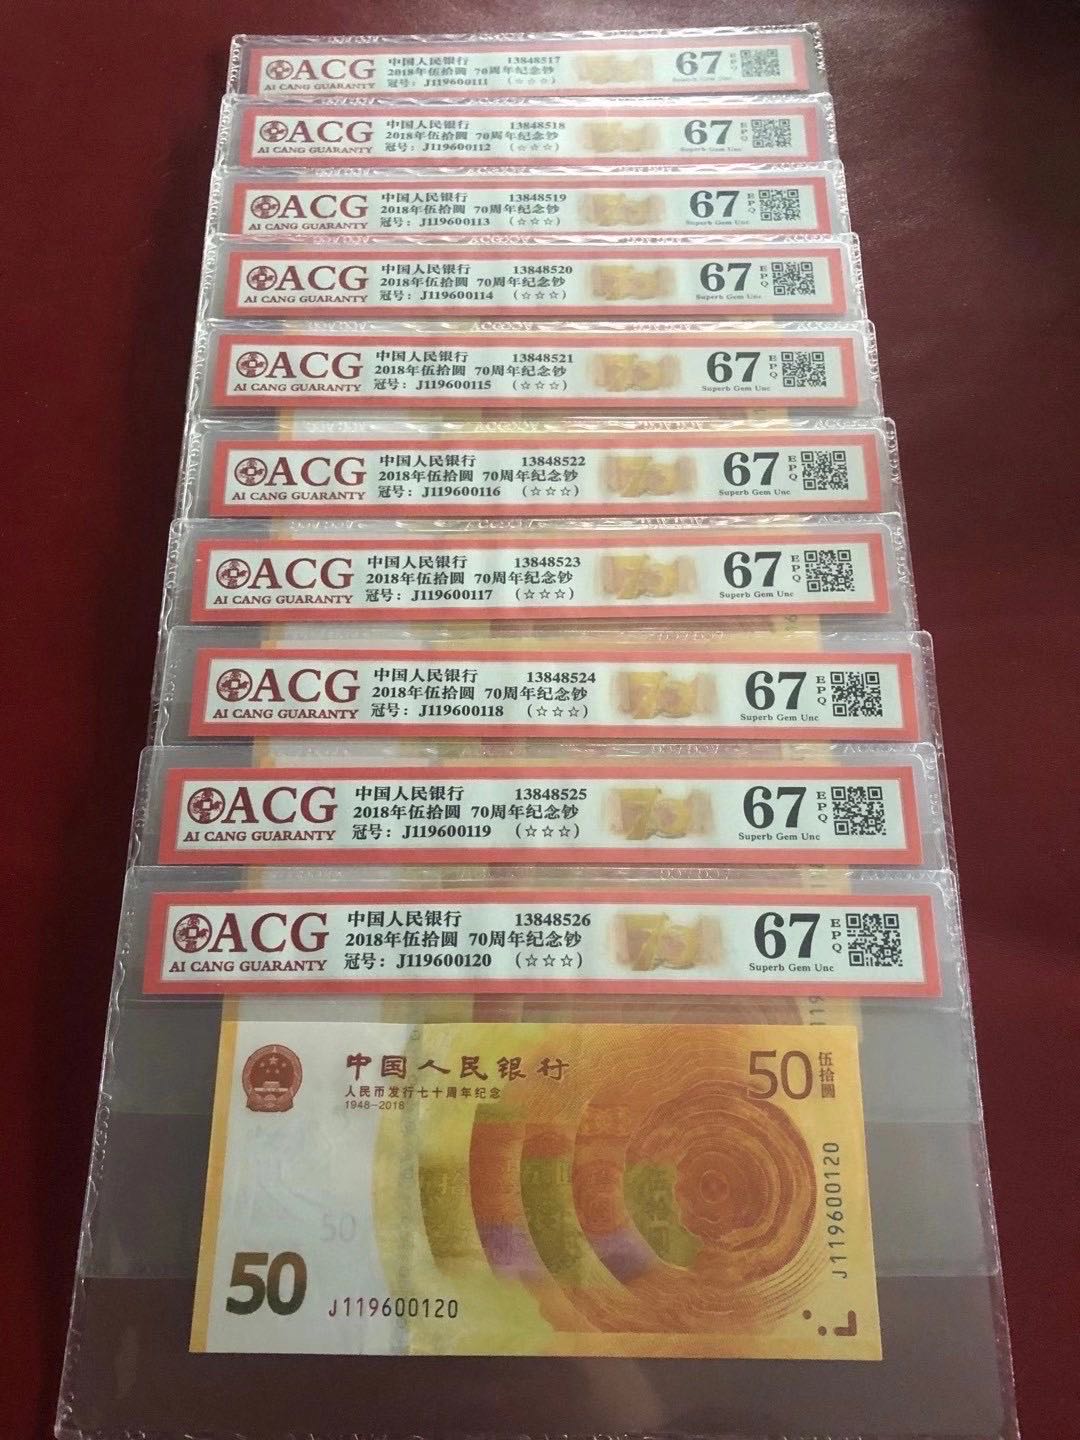 ACG
AI CANG GUARANTY
中国人民银行 13848517
2018年伍拾圆 70周年纪念钞
冠号: J119600111 (☆☆☆)
67
EPQ
ACG
AI CANG GUARANTY
中国人民银行 13848518
2018年伍拾圆 70周年纪念钞
冠号: J119600112 (☆☆☆)
67
EPQ
Superb Gem Unc
ACG
AI CANG GUARANTY
中国人民银行 13848519
2018年伍拾圆 70周年纪念钞
冠号: J119600113 (☆☆☆)
67
EPQ
Superb Gem Unc
ACG
AI CANG GUARANTY
中国人民银行 13848520
2018年伍拾圆 70周年纪念钞
冠号: J119600114 (☆☆☆)
67
EPQ
Superb Gem Unc
ACG
AI CANG GUARANTY
中国人民银行 13848521
2018年伍拾圆 70周年纪念钞
冠号: J119600115 (☆☆☆)
67
EPQ
Superb Gem Unc
ACG
AI CANG GUARANTY
中国人民银行 13848522
2018年伍拾圆 70周年纪念钞
冠号: J119600116 (☆☆☆)
67
EPQ
Superb Gem Unc
ACG
AI CANG GUARANTY
中国人民银行 13848523
2018年伍拾圆 70周年纪念钞
冠号: J119600117 (☆☆☆)
67
EPQ
Superb Gem Unc
ACG
AI CANG GUARANTY
中国人民银行 13848524
2018年伍拾圆 70周年纪念钞
冠号: J119600118 (☆☆☆)
67
EPQ
Superb Gem Unc
ACG
AI CANG GUARANTY
中国人民银行 13848525
2018年伍拾圆 70周年纪念钞
冠号: J119600119 (☆☆☆)
67
EPQ
Superb Gem Unc
ACG
AI CANG GUARANTY
中国人民银行 13848526
2018年伍拾圆 70周年纪念钞
冠号: J119600120 (☆☆☆)
67
EPQ
Superb Gem Unc
中国人民银行
人民币发行七十周年纪念
1948-2018
50 伍拾圆
J119600120
50
50
J119600120